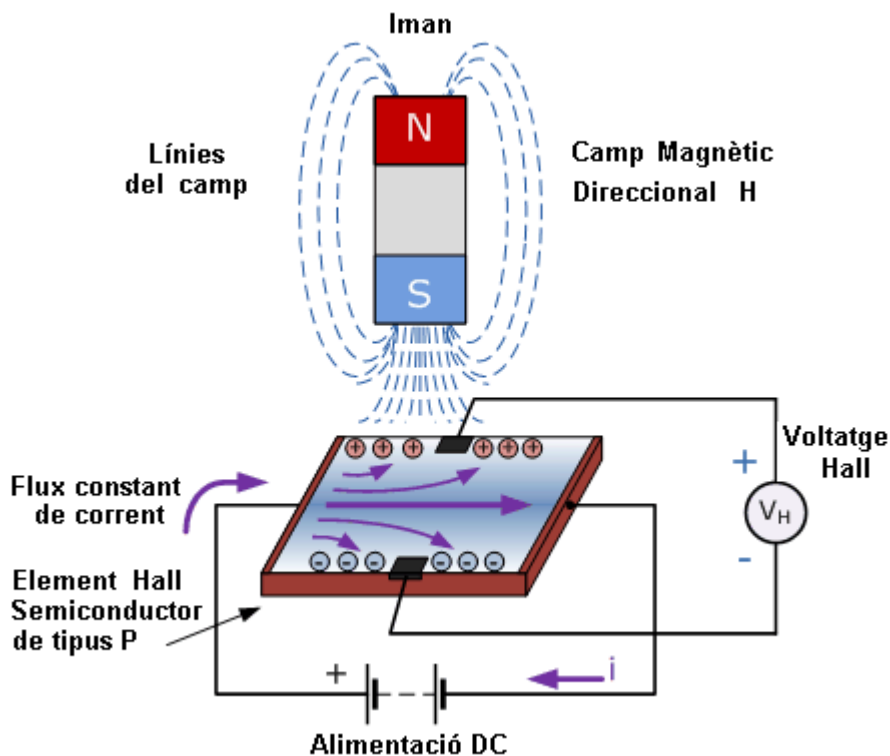 Iman
N
Línies
del camp
Camp Magnètic
Direccional H
S
Voltatge
Hall
+
V_H
-
+ + + + + +
Flux constant
de corrent
- - - - - -
Element Hall
Semiconductor
de tipus P
+
i
Alimentació DC